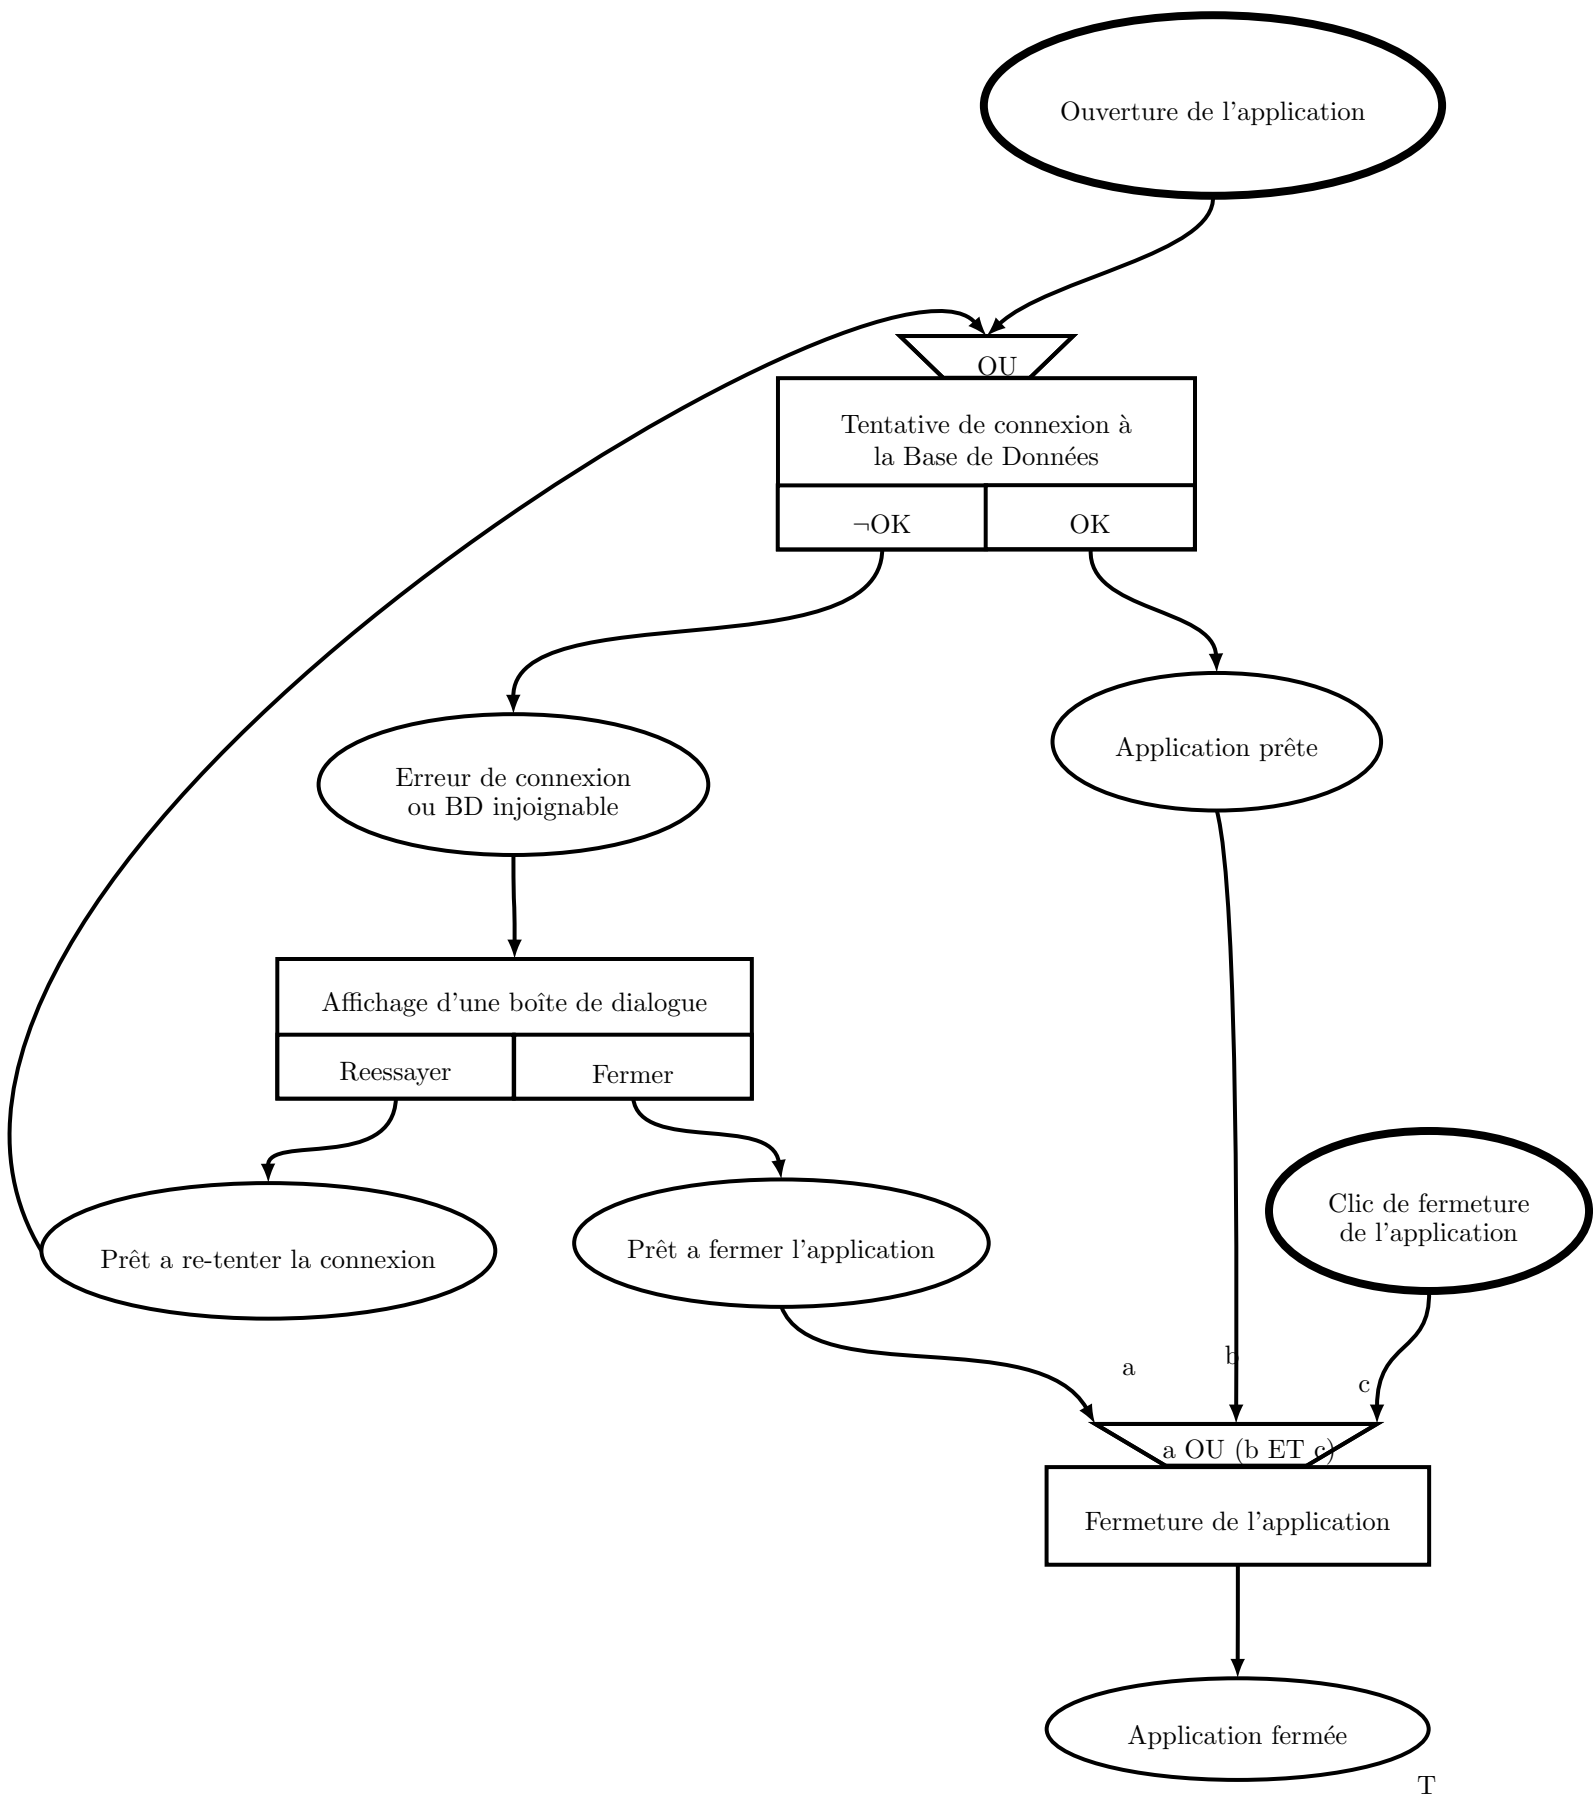 Ouverture de l'application
OU
Tentative de connexion à
la Base de Données
¬OK
OK
Application prête
Erreur de connexion
ou BD injoignable
Affichage d'une boîte de dialogue
Reessayer
Fermer
Clic de fermeture
de l'application
Prêt a re-tenter la connexion
Prêt a fermer l'application
a
b
c
a OU (b ET c)
Fermeture de l'application
Application fermée
T